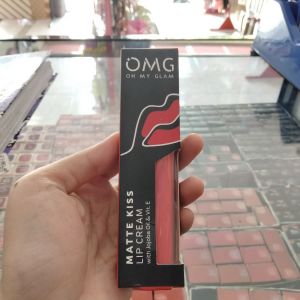 OMG
OH MY GLAM
MATTE KISS
LIP CREAM
with Jojoba Oil & Vit. E